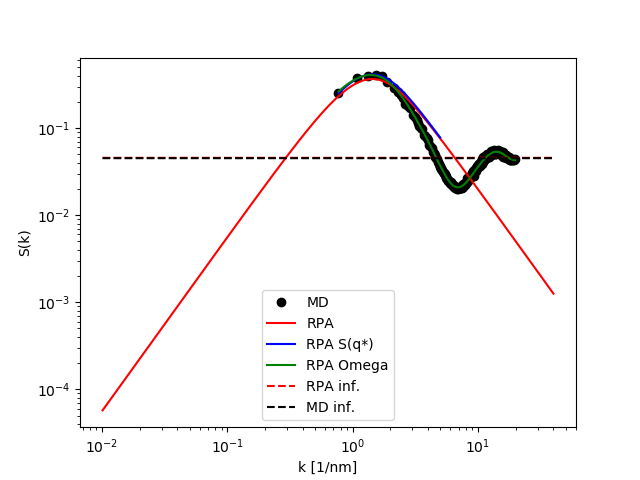 10⁻¹
10⁻²
10⁻³
10⁻⁴
S(k)
MD
RPA
RPA S(q*)
RPA Omega
RPA inf.
MD inf.
10⁻² 10⁻¹ 10⁰ 10¹
k [1/nm]